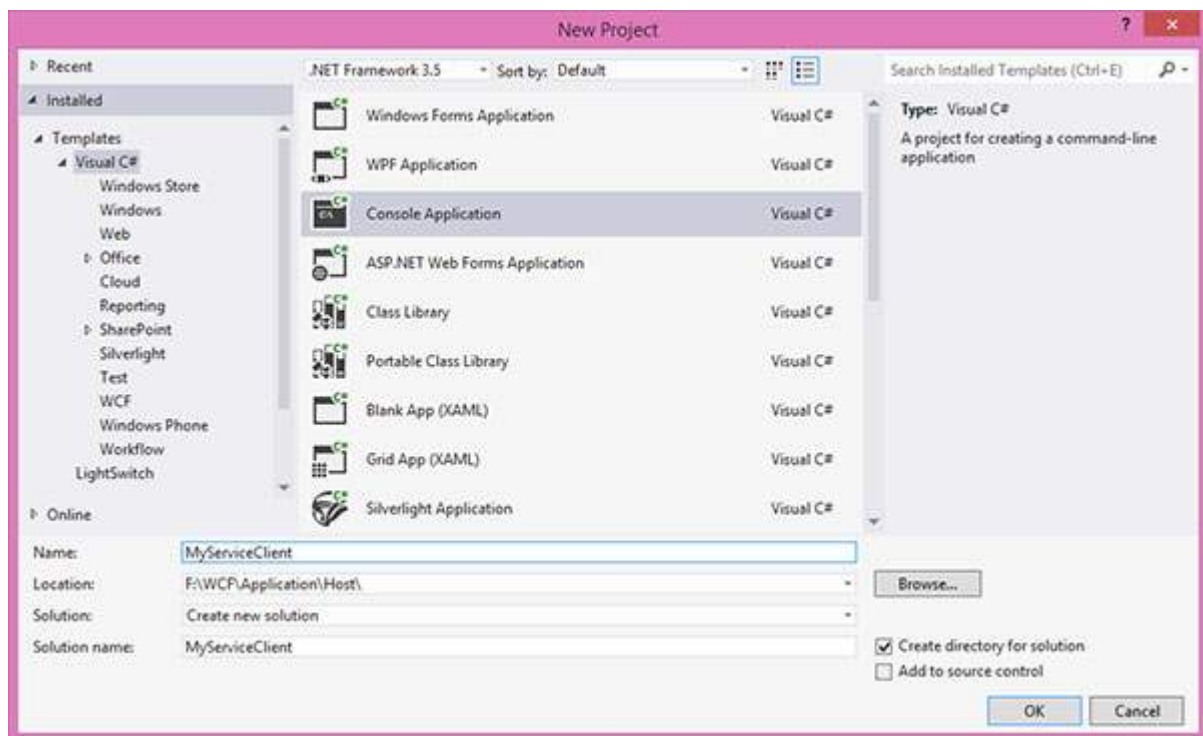 New Project
?
Recent
.NET Framework 3.5
Sort by: Default
Search Installed Templates (Ctrl+E)
Installed
Templates
Visual C#
Windows Store
Windows
Web
Office
Cloud
Reporting
SharePoint
Silverlight
Test
WCF
Windows Phone
Workflow
LightSwitch
Online
Windows Forms Application Visual C#
WPF Application Visual C#
Console Application Visual C#
ASP.NET Web Forms Application Visual C#
Class Library Visual C#
Portable Class Library Visual C#
Blank App (XAML) Visual C#
Grid App (XAML) Visual C#
Silverlight Application Visual C#
Type: Visual C#
A project for creating a command-line
application
Name: MyServiceClient
Location: F:\WCF\Application\Host\
Browse...
Solution: Create new solution
Solution name: MyServiceClient
Create directory for solution
Add to source control
OK
Cancel